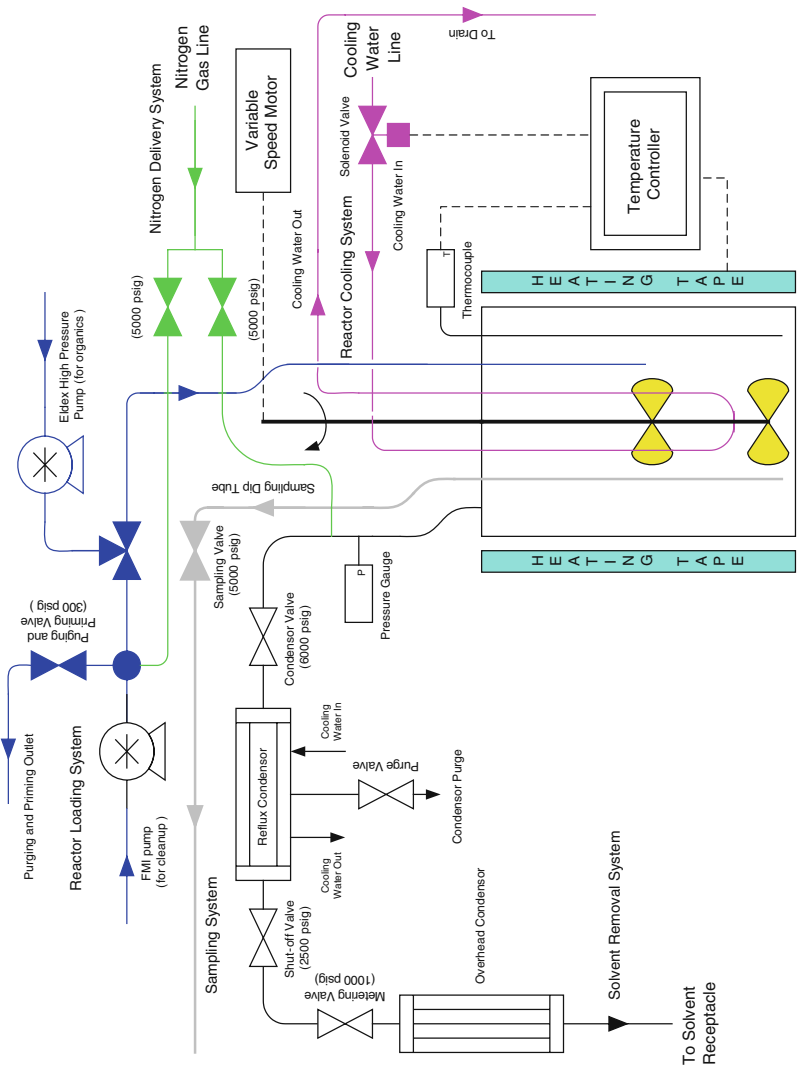 Nitrogen
Gas Line
Nitrogen Delivery System
Variable
Speed Motor
Cooling
Water
Line
To Drain
Solenoid Valve
Cooling Water In
Cooling Water Out
Reactor Cooling System
Temperature
Controller
T
Thermocouple
HEATING TAPE
Eldex High Pressure
Pump (for organics)
(5000 psig)
(5000 psig)
Sampling Dip Tube
Sampling Valve
(5000 psig)
Puging and
Priming Valve
(300 psig )
Condensor Valve
(6000 psig)
P
Pressure Gauge
HEATING TAPE
Purging and Priming Outlet
Reactor Loading System
FMI pump
(for cleanup )
Sampling System
Reflux Condensor
Cooling
Water In
Cooling
Water Out
Purge Valve
Condensor Purge
Shut-off Valve
(2500 psig)
Metering Valve
(1000 psig)
Overhead Condensor
Solvent Removal System
To Solvent
Receptacle